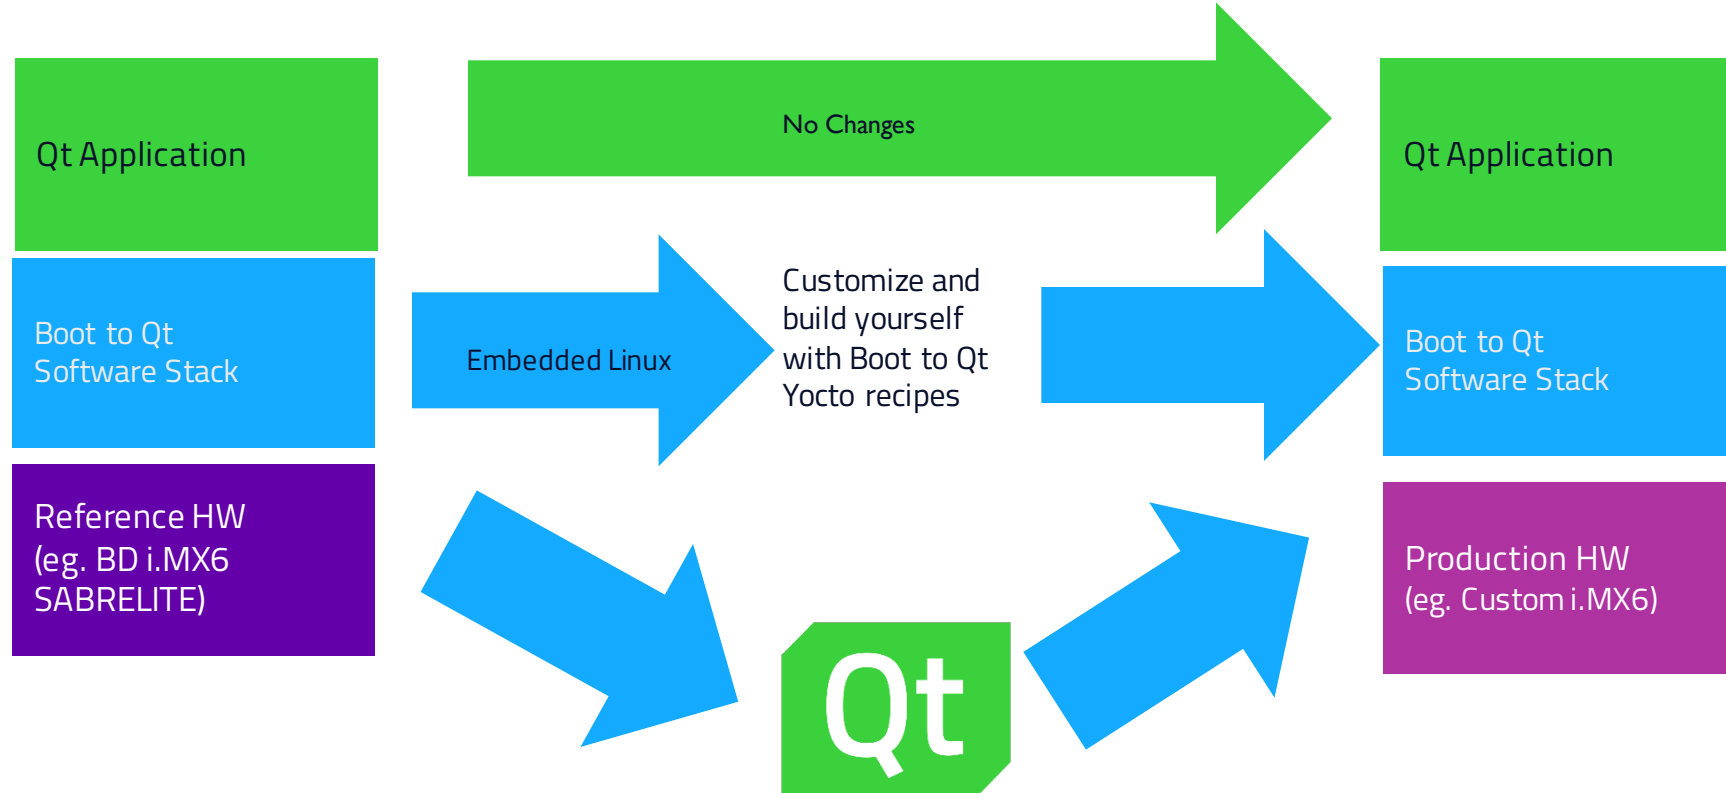 Qt Application
No Changes
Qt Application
Boot to Qt
Software Stack
Embedded Linux
Customize and
build yourself
with Boot to Qt
Yocto recipes
Boot to Qt
Software Stack
Reference HW
(eg. BD i.MX6
SABRELITE)
Qt
Production HW
(eg. Custom i.MX6)